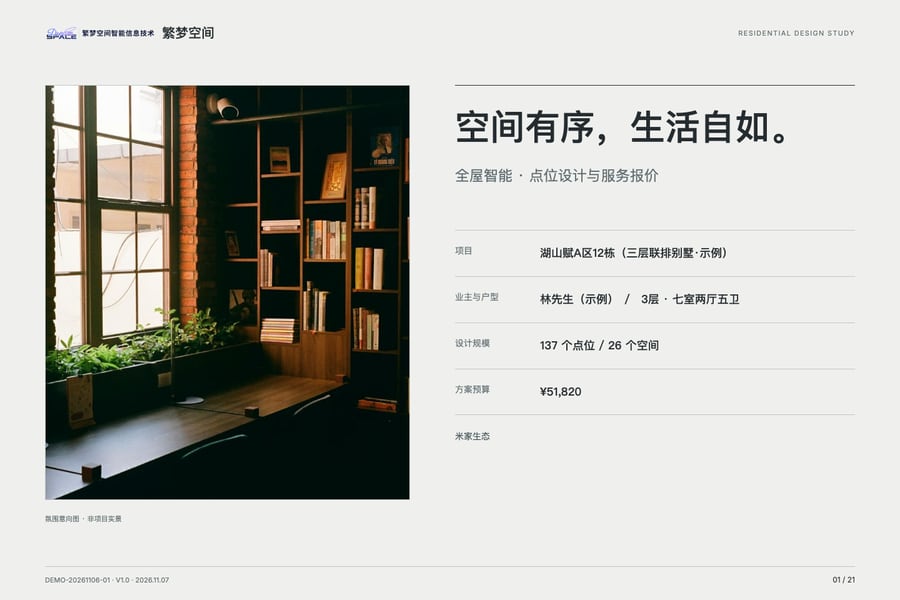 Dream
SPACE
繁梦空间智能信息技术
繁梦空间
RESIDENTIAL DESIGN STUDY
空间有序，生活自如。
全屋智能 · 点位设计与服务报价
项目
湖山赋A区12栋（三层联排别墅·示例）
业主与户型
林先生（示例） / 3层 · 七室两厅五卫
设计规模
137 个点位 / 26 个空间
方案预算
¥51,820
米家生态
氛围意向图 · 非项目实景
DEMO-20261106-01 · V1.0 · 2026.11.07
01 / 21